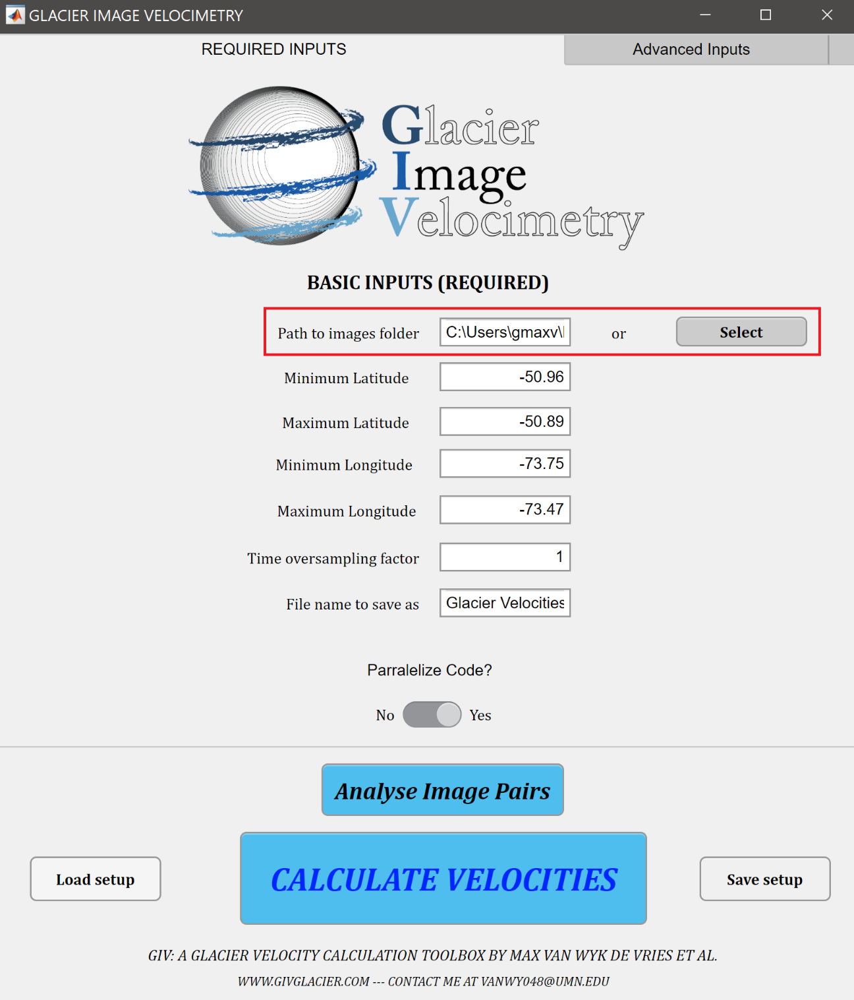 GLACIER IMAGE VELOCIMETRY
REQUIRED INPUTS
Advanced Inputs
Glacier
Image
Velocimetry
BASIC INPUTS (REQUIRED)
Path to images folder C:\Users\gmaxv\ or Select
Minimum Latitude -50.96
Maximum Latitude -50.89
Minimum Longitude -73.75
Maximum Longitude -73.47
Time oversampling factor 1
File name to save as Glacier Velocities
Parralelize Code?
No Yes
Analyse Image Pairs
Load setup CALCULATE VELOCITIES Save setup
GIV: A GLACIER VELOCITY CALCULATION TOOLBOX BY MAX VAN WYK DE VRIES ET AL.
WWW.GIVGLACIER.COM --- CONTACT ME AT VANWY048@UMN.EDU